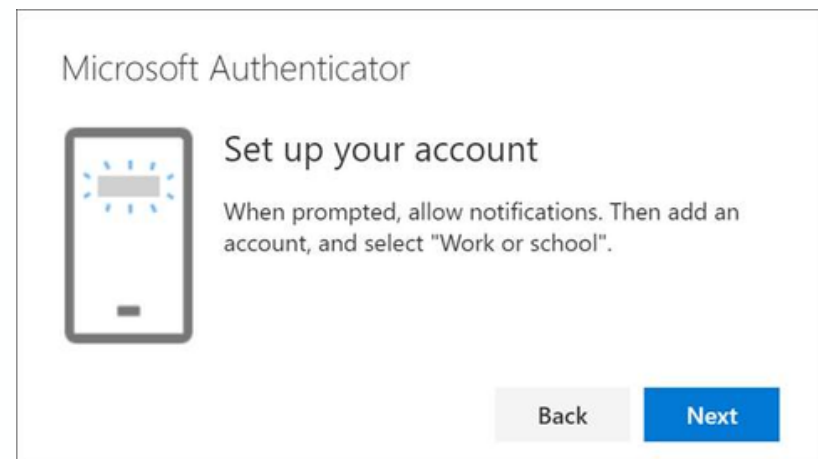 Microsoft Authenticator
Set up your account
When prompted, allow notifications. Then add an
account, and select "Work or school".
Back
Next